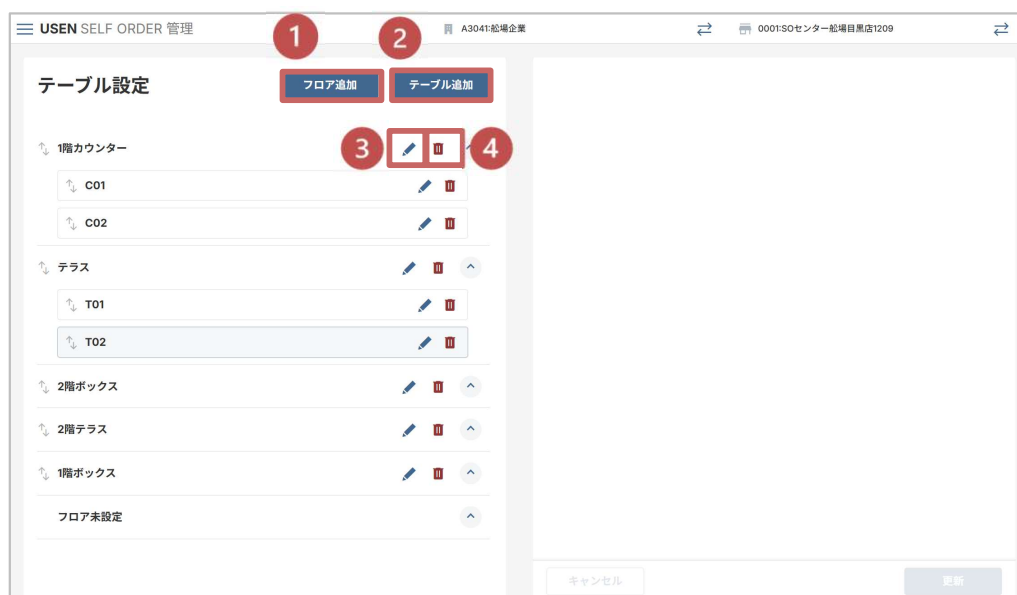 USEN SELF ORDER 管理
1
2
A3041:舩場企業
0001:SOセンター舩場目黒店1209
テーブル設定
フロア追加
テーブル追加
1階カウンター
3
4
C01
C02
テラス
T01
T02
2階ボックス
2階テラス
1階ボックス
フロア未設定
キャンセル
更新